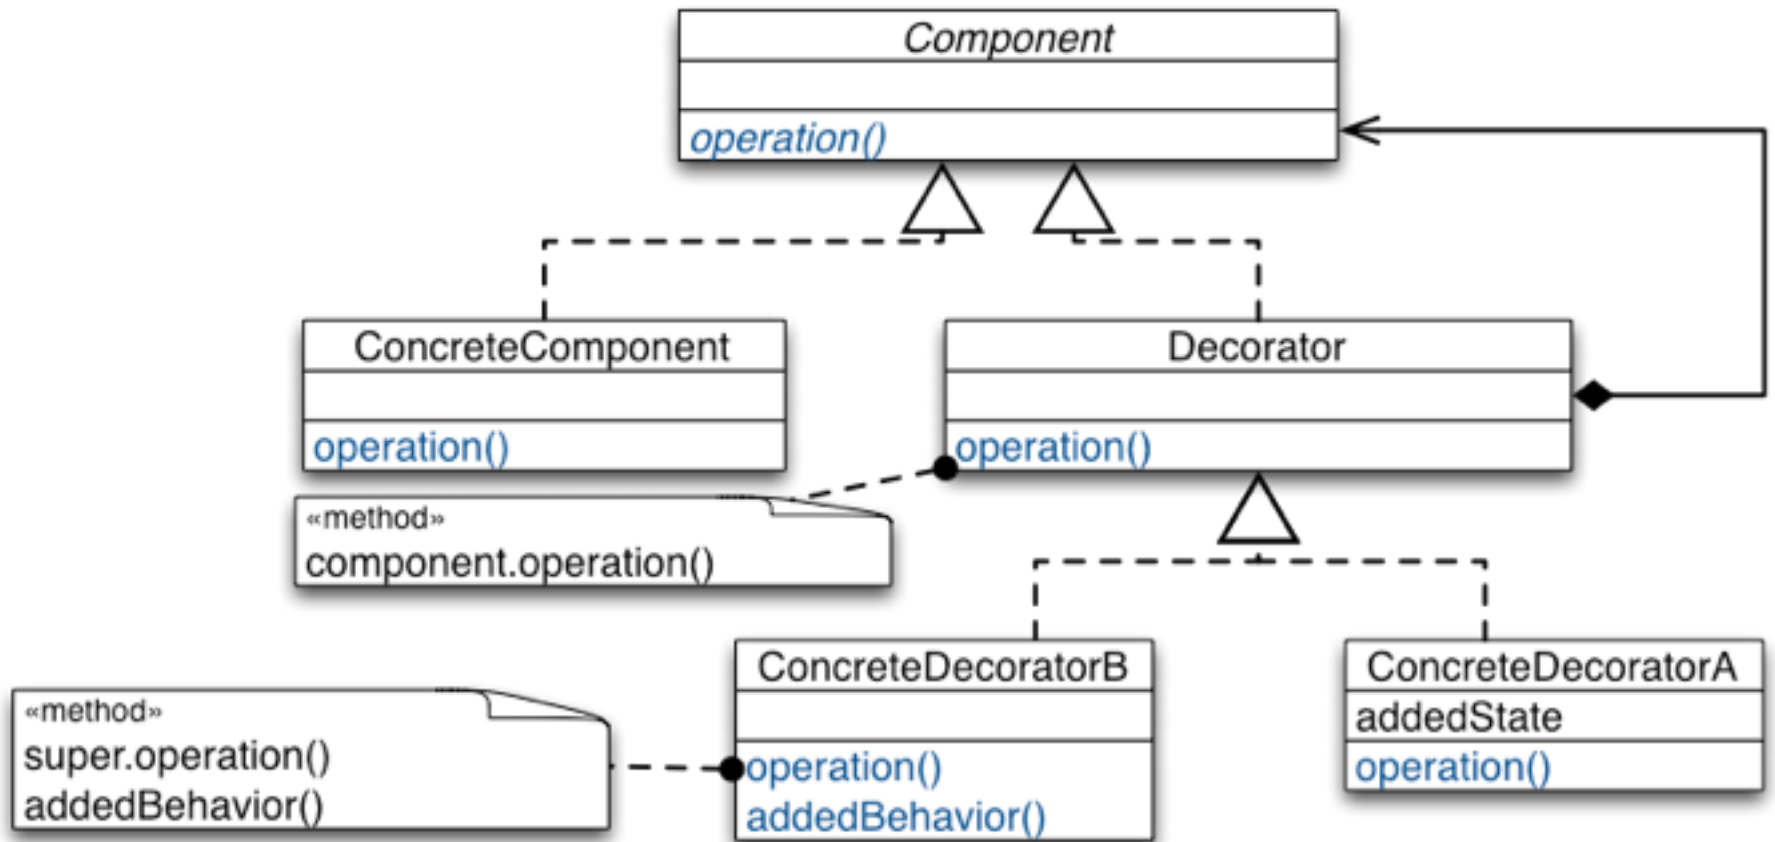 Component
operation()
ConcreteComponent
operation()
Decorator
operation()
«method»
component.operation()
ConcreteDecoratorB
operation()
addedBehavior()
ConcreteDecoratorA
addedState
operation()
«method»
super.operation()
addedBehavior()